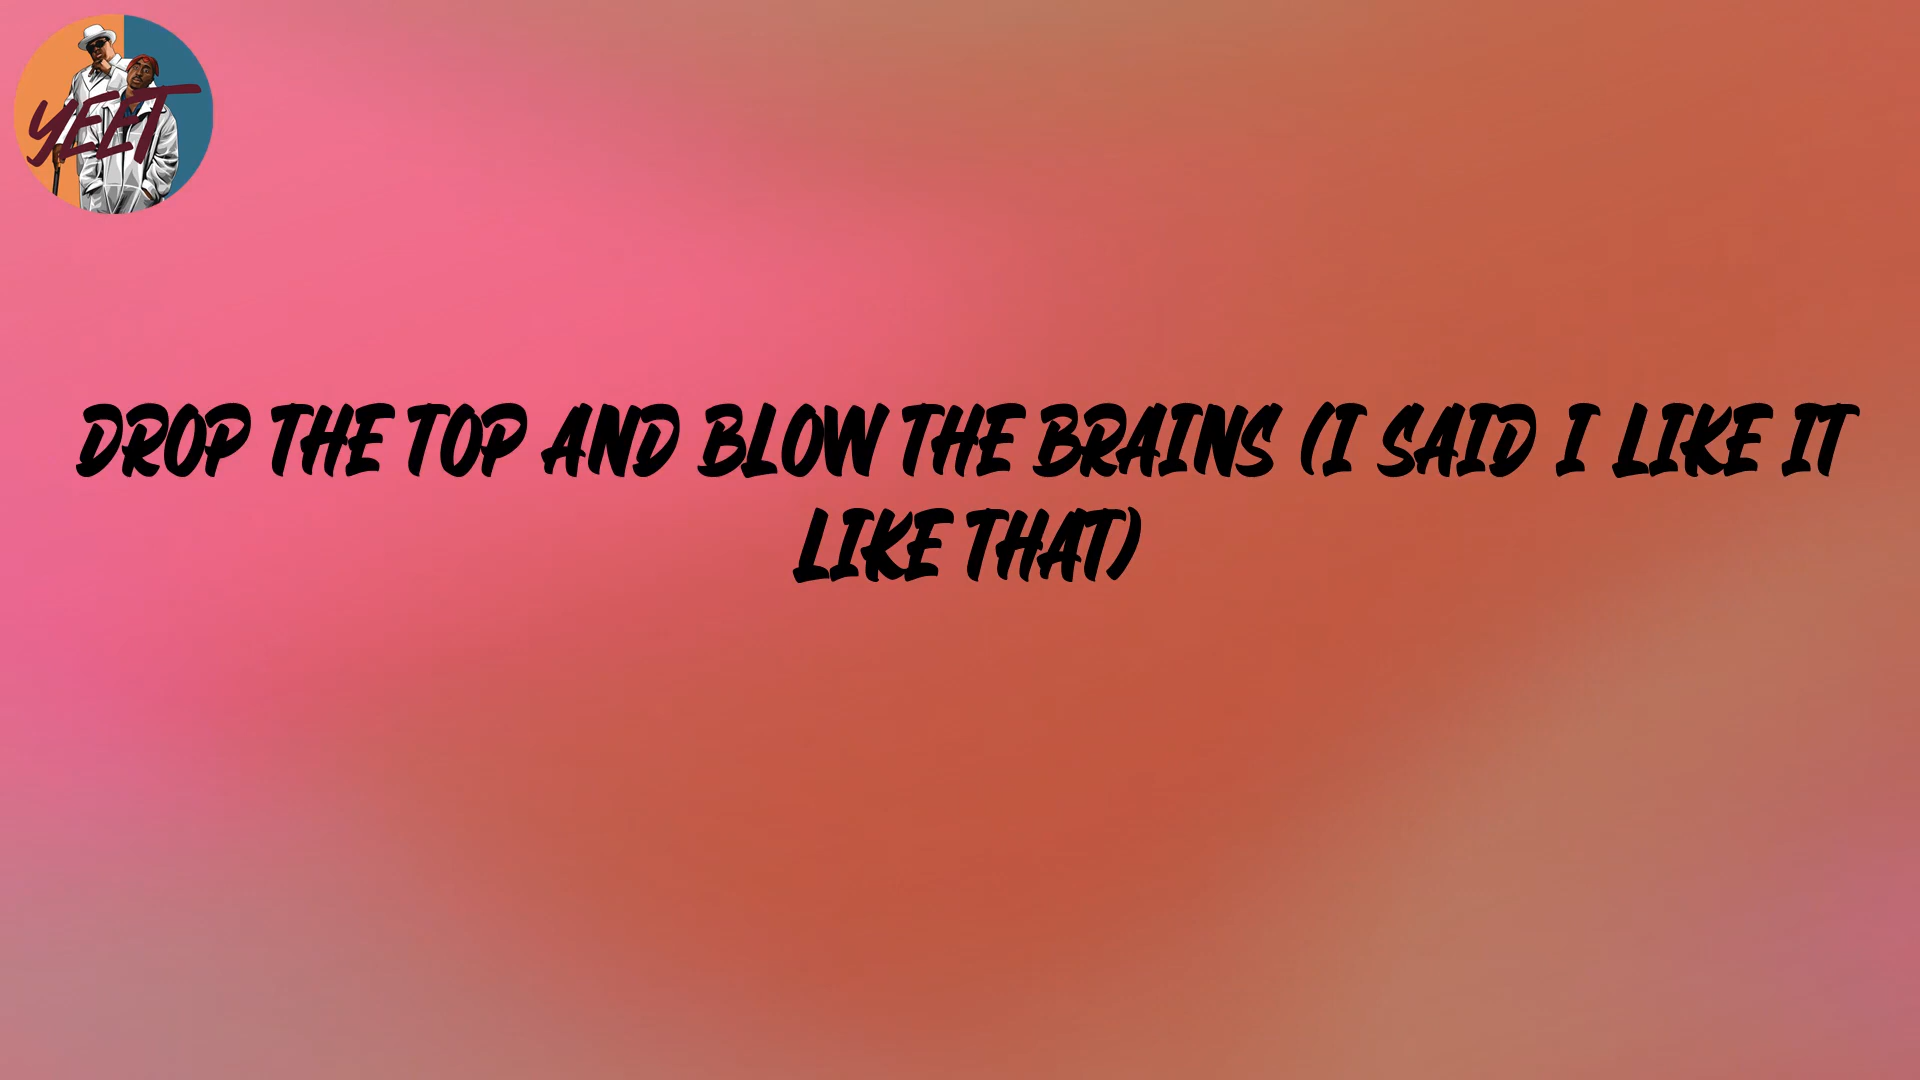 YEET
DROP THE TOP AND BLOW THE BRAINS (I SAID I LIKE IT
LIKE THAT)